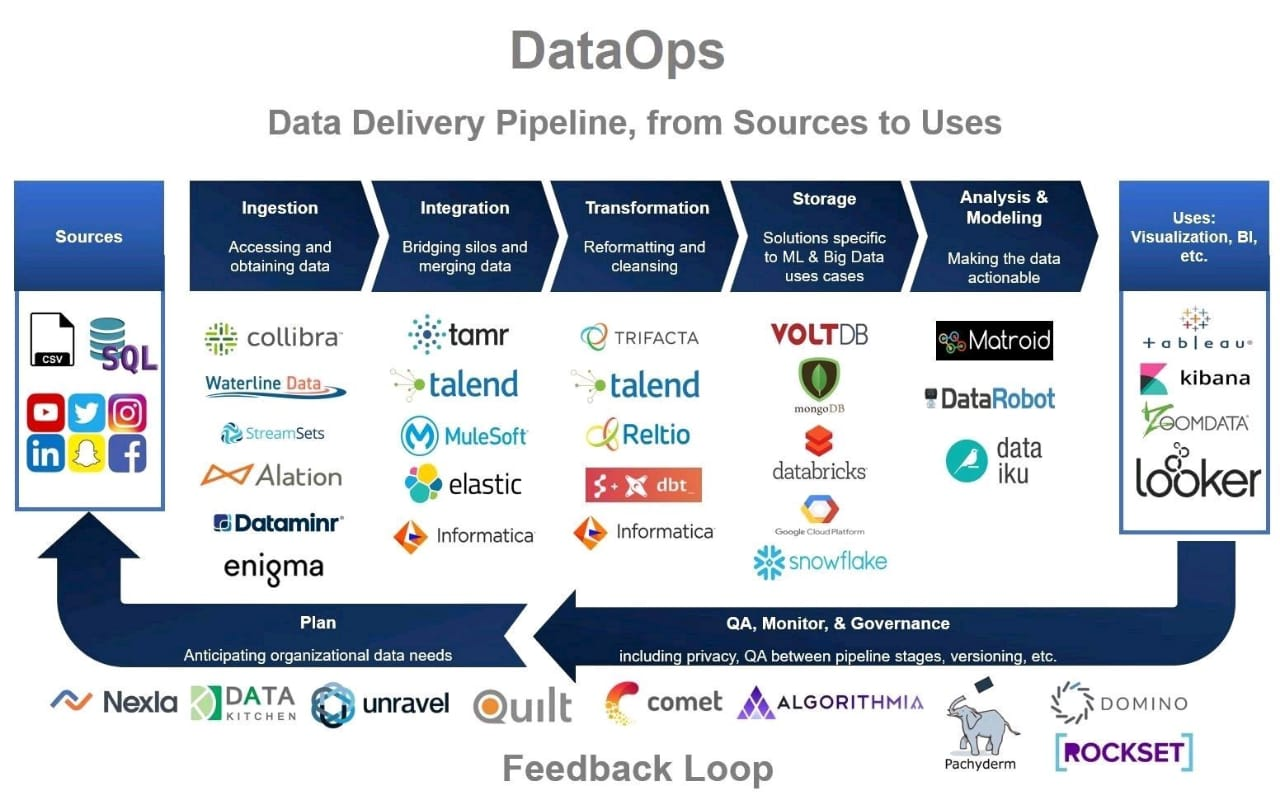 DataOps
Data Delivery Pipeline, from Sources to Uses
Sources
CSV
SQL
in
f
Ingestion
Accessing and
obtaining data
collibra™
Waterline Data
StreamSets
Alation
Dataminr®
enigma
Integration
Bridging silos and
merging data
tamr
talend
MuleSoft
elastic
Informatica
Transformation
Reformatting and
cleansing
TRIFACTA
talend
Reltio
+ dbt_
Informatica
Storage
Solutions specific
to ML & Big Data
uses cases
VOLTDB
mongoDB
databricks
Google Cloud Platform
snowflake
Analysis &
Modeling
Making the data
actionable
Matroid
DataRobot
data
iku
Uses:
Visualization, BI,
etc.
+ableau®
kibana
ZOOMDATA®
looker
Plan
Anticipating organizational data needs
QA, Monitor, & Governance
including privacy, QA between pipeline stages, versioning, etc.
Nexla
DATA
KITCHEN
unravel
Quilt
comet
ALGORITHMIA
Pachyderm
DOMINO
[ROCKSET]
Feedback Loop